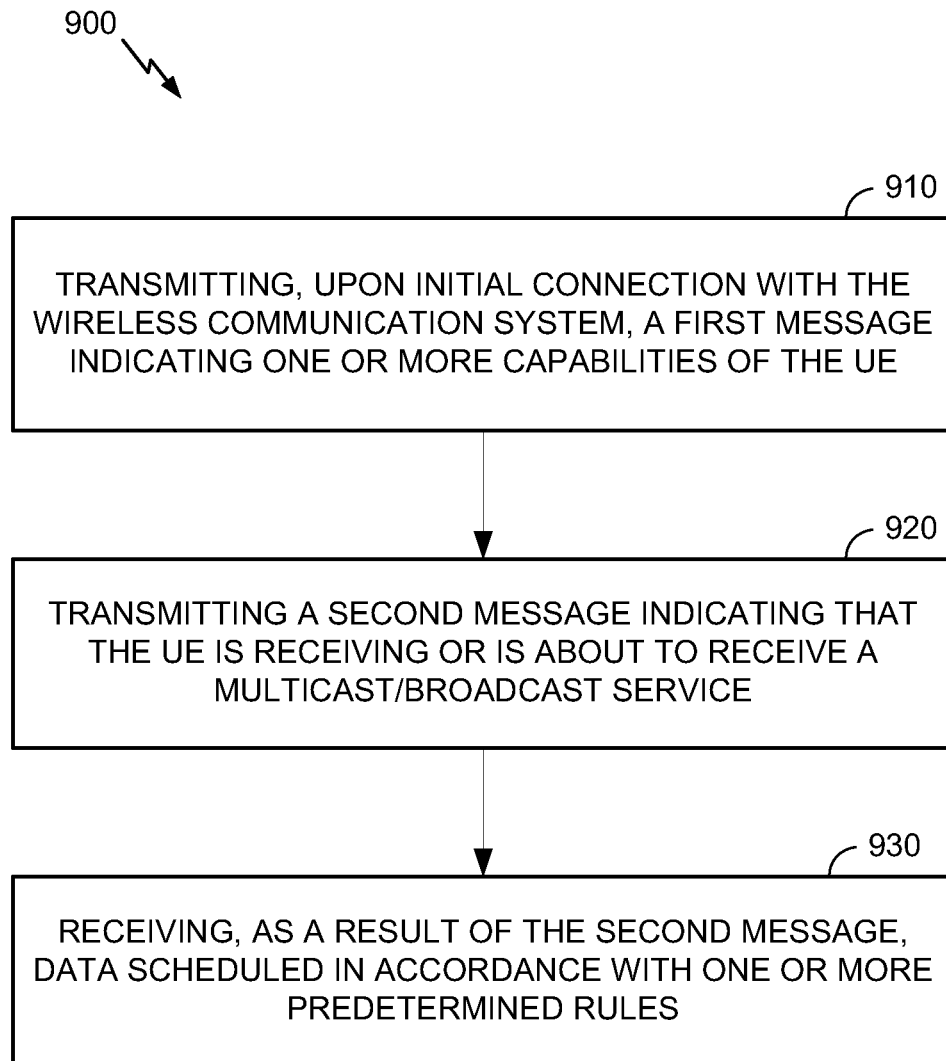 900
910
TRANSMITTING, UPON INITIAL CONNECTION WITH THE
WIRELESS COMMUNICATION SYSTEM, A FIRST MESSAGE
INDICATING ONE OR MORE CAPABILITIES OF THE UE
920
TRANSMITTING A SECOND MESSAGE INDICATING THAT
THE UE IS RECEIVING OR IS ABOUT TO RECEIVE A
MULTICAST/BROADCAST SERVICE
930
RECEIVING, AS A RESULT OF THE SECOND MESSAGE,
DATA SCHEDULED IN ACCORDANCE WITH ONE OR MORE
PREDETERMINED RULES